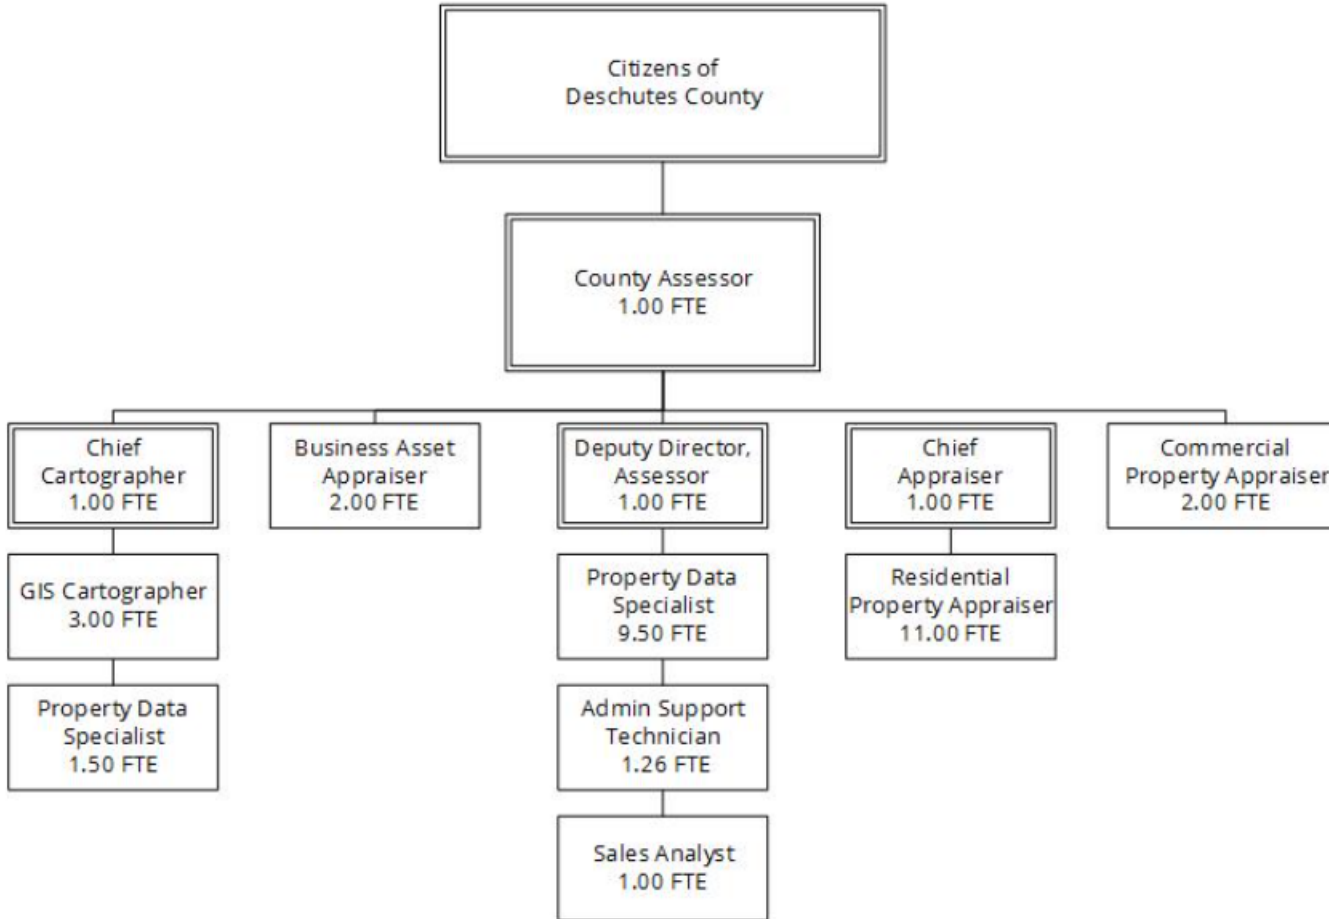 Citizens of
Deschutes County
County Assessor
1.00 FTE
Chief
Cartographer
1.00 FTE
Business Asset
Appraiser
2.00 FTE
Deputy Director,
Assessor
1.00 FTE
Chief
Appraiser
1.00 FTE
Commercial
Property Appraiser
2.00 FTE
GIS Cartographer
3.00 FTE
Property Data
Specialist
9.50 FTE
Residential
Property Appraiser
11.00 FTE
Property Data
Specialist
1.50 FTE
Admin Support
Technician
1.26 FTE
Sales Analyst
1.00 FTE